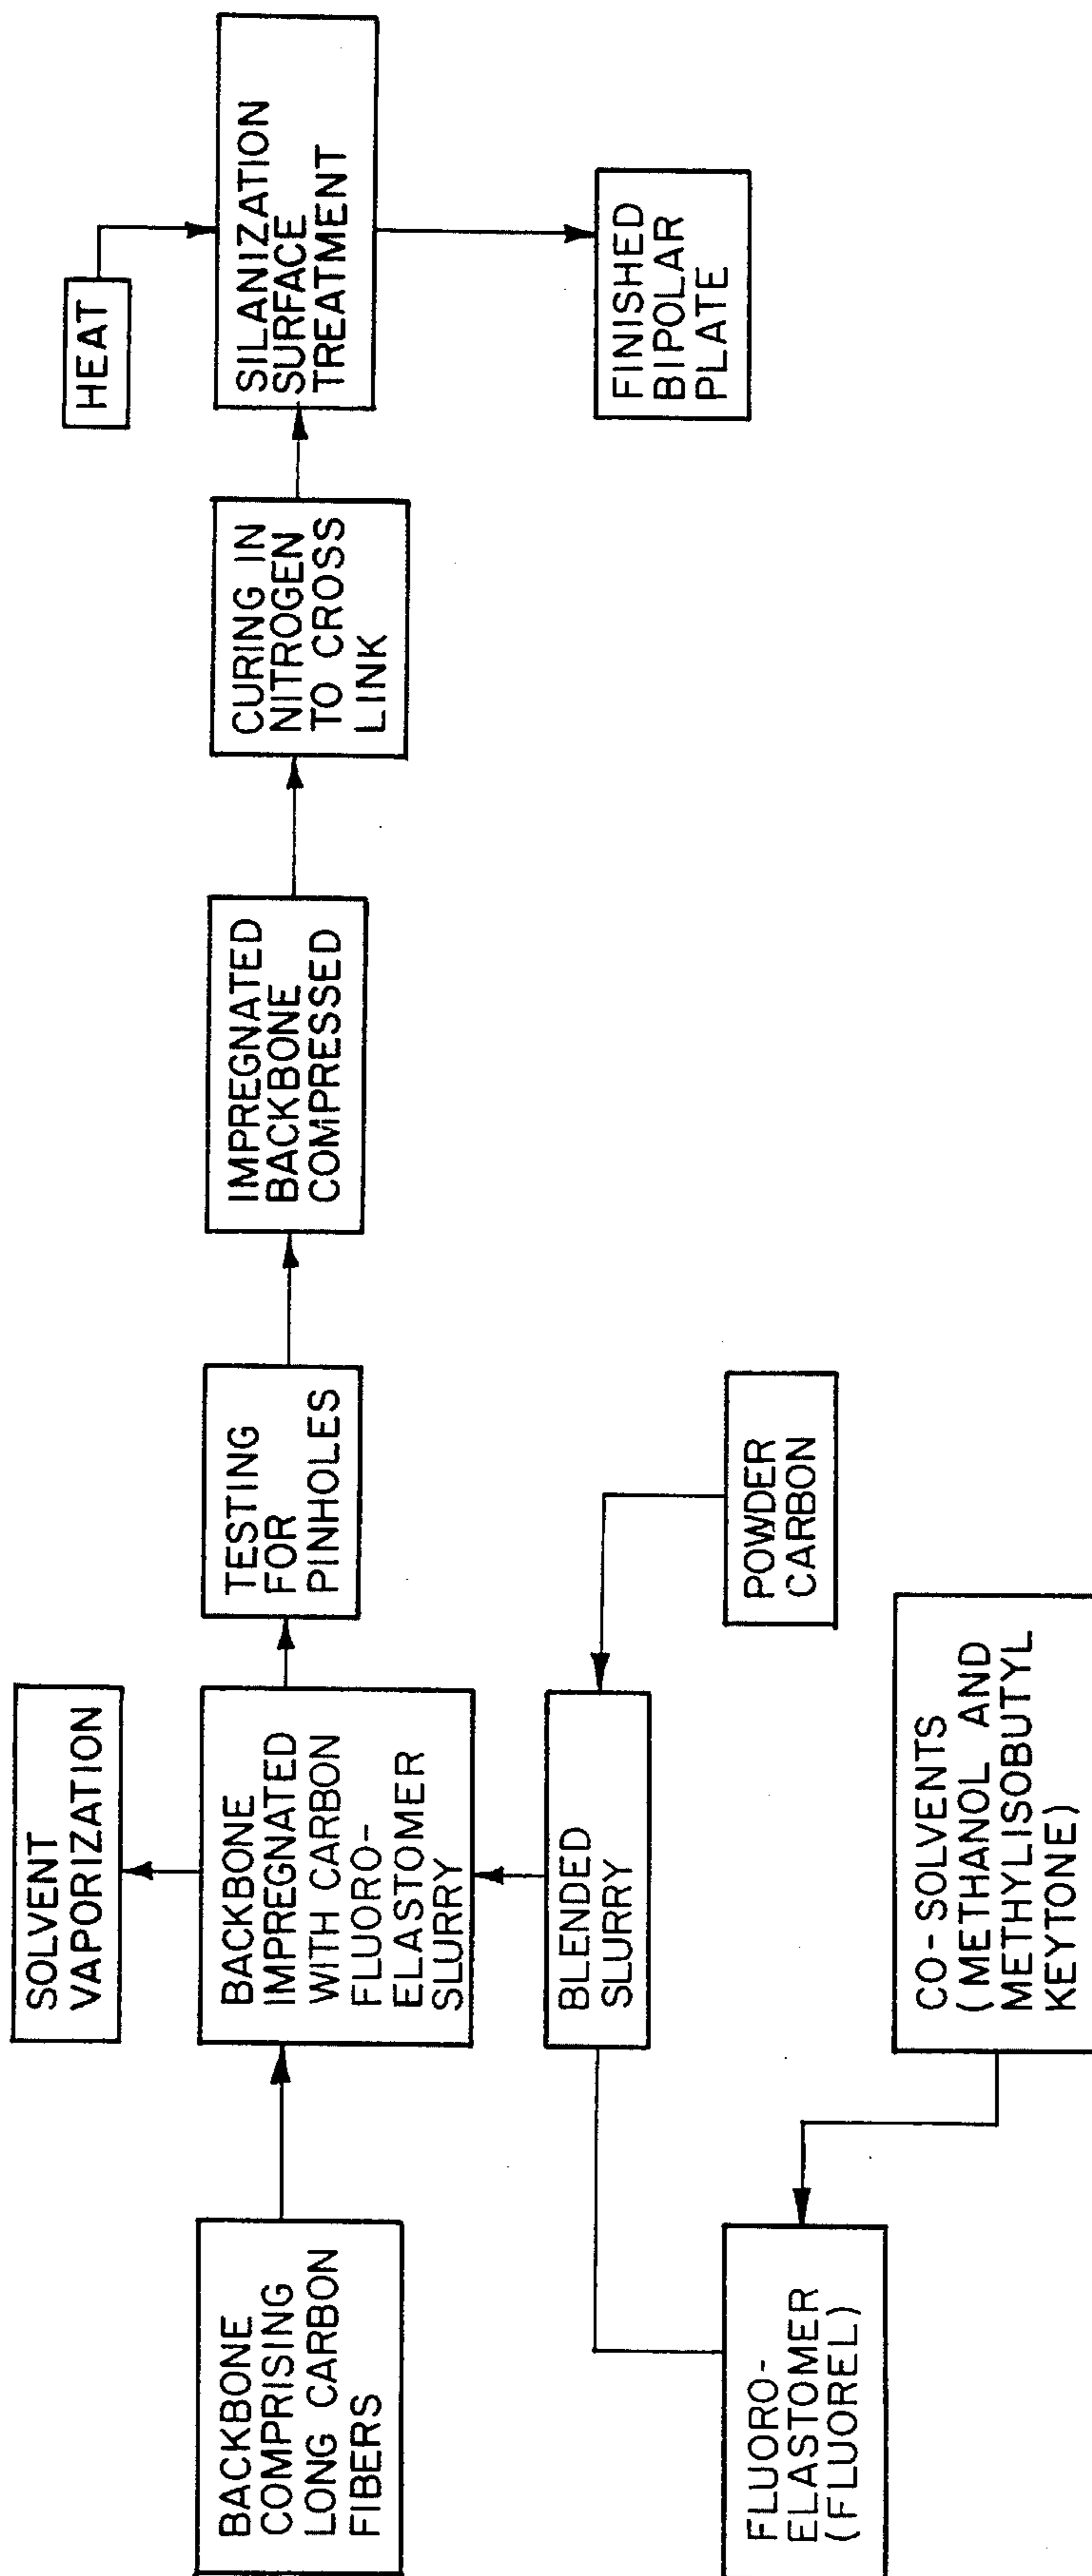 SOLVENT
VAPORIZATION
HEAT
BACKBONE
COMPRISING
LONG CARBON
FIBERS
BACKBONE
IMPREGNATED
WITH CARBON
FLUORO-
ELASTOMER
SLURRY
TESTING
FOR
PINHOLES
IMPREGNATED
BACKBONE
COMPRESSED
CURING IN
NITROGEN
TO CROSS
LINK
SILANIZATION
SURFACE
TREATMENT
BLENDED
SLURRY
FINISHED
BIPOLAR
PLATE
FLUORO-
ELASTOMER
(FLUOREL)
POWDER
CARBON
CO-SOLVENTS
(METHANOL AND
METHYLISOBUTYL
KEYTONE)